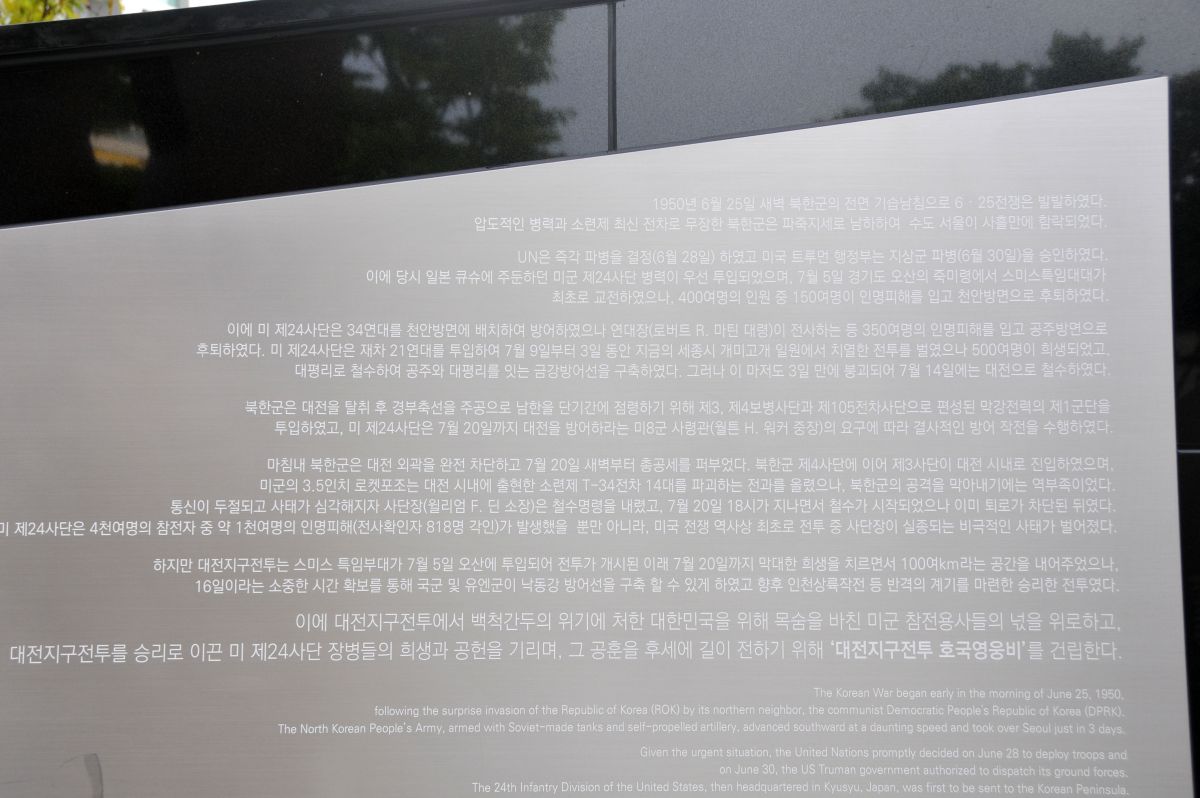 1950년 6월 25일 새벽 북한군의 전면 기습남침으로 6 · 25전쟁은 발발하였다.
압도적인 병력과 소련제 최신 전차로 무장한 북한군은 파죽지세로 남하하여 수도 서울이 사흘만에 함락되었다.
UN은 즉각 파병을 결정(6월 28일) 하였고 미국 트루먼 행정부는 지상군 파병(6월 30일)을 승인하였다.
이에 당시 일본 큐슈에 주둔하던 미군 제24사단 병력이 우선 투입되었으며, 7월 5일 경기도 오산의 죽미령에서 스미스특임대대가
최초로 교전하였으나, 400여명의 인원 중 150여명이 인명피해를 입고 천안방면으로 후퇴하였다.
이에 미 제24사단은 34연대를 천안방면에 배치하여 방어하였으나 연대장(로버트 R. 마틴 대령)이 전사하는 등 350여명의 인명피해를 입고 공주방면으로
후퇴하였다. 미 제24사단은 재차 21연대를 투입하여 7월 9일부터 3일 동안 지금의 세종시 개미고개 일원에서 치열한 전투를 벌였으나 500여명이 희생되었고,
대평리로 철수하여 공주와 대평리를 잇는 금강방어선을 구축하였다. 그러나 이 마저도 3일 만에 붕괴되어 7월 14일에는 대전으로 철수하였다.
북한군은 대전을 탈취 후 경부축선을 주공으로 남한을 단기간에 점령하기 위해 제3, 제4보병사단과 제105전차사단으로 편성된 막강전력의 제1군단을
투입하였고, 미 제24사단은 7월 20일까지 대전을 방어하라는 미8군 사령관(월튼 H. 워커 중장)의 요구에 따라 결사적인 방어 작전을 수행하였다.
마침내 북한군은 대전 외곽을 완전 차단하고 7월 20일 새벽부터 총공세를 퍼부었다. 북한군 제4사단에 이어 제3사단이 대전 시내로 진입하였으며,
미군의 3.5인치 로켓포조는 대전 시내에 출현한 소련제 T-34전차 14대를 파괴하는 전과를 올렸으나, 북한군의 공격을 막아내기에는 역부족이었다.
통신이 두절되고 사태가 심각해지자 사단장(윌리엄 F. 딘 소장)은 철수명령을 내렸고, 7월 20일 18시가 지나면서 철수가 시작되었으나 이미 퇴로가 차단된 뒤였다.
미 제24사단은 4천여명의 참전자 중 약 1천여명의 인명피해(전사확인자 818명 각인)가 발생했을 뿐만 아니라, 미국 전쟁 역사상 최초로 전투 중 사단장이 실종되는 비극적인 사태가 벌어졌다.
하지만 대전지구전투는 스미스 특임부대가 7월 5일 오산에 투입되어 전투가 개시된 이래 7월 20일까지 막대한 희생을 치르면서 100여km라는 공간을 내어주었으나,
16일이라는 소중한 시간 확보를 통해 국군 및 유엔군이 낙동강 방어선을 구축 할 수 있게 하였고 향후 인천상륙작전 등 반격의 계기를 마련한 승리한 전투였다.
이에 대전지구전투에서 백척간두의 위기에 처한 대한민국을 위해 목숨을 바친 미군 참전용사들의 넋을 위로하고,
대전지구전투를 승리로 이끈 미 제24사단 장병들의 희생과 공헌을 기리며, 그 공훈을 후세에 길이 전하기 위해 '대전지구전투 호국영웅비'를 건립한다.
The Korean War began early in the morning of June 25, 1950,
following the surprise invasion of the Republic of Korea (ROK) by its northern neighbor, the communist Democratic People's Republic of Korea (DPRK).
The North Korean People's Army, armed with Soviet-made tanks and self-propelled artillery, advanced southward at a daunting speed and took over Seoul just in 3 days.
Given the urgent situation, the United Nations promptly decided on June 28 to deploy troops and
on June 30, the US Truman government authorized to dispatch its ground forces.
The 24th Infantry Division of the United States, then headquartered in Kyusyu, Japan, was first to be sent to the Korean Peninsula.